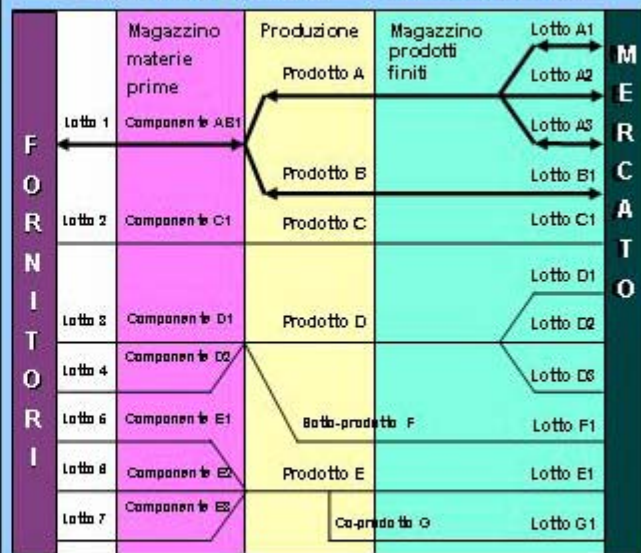 FORNITORI
Magazzino
materie
prime
Produzione
Magazzino
prodotti
finiti
MERCATO
Lotto A1
Prodotto A
Lotto A2
Lotto 1
Componente AB1
Lotto A3
Prodotto B
Lotto B1
Lotto 2
Componente C1
Prodotto C
Lotto C1
Lotto D1
Lotto 3
Componente D1
Prodotto D
Lotto D2
Componente D2
Lotto 4
Lotto D3
Lotto 5
Componente E1
Sotto-prodotto F
Lotto F1
Lotto 6
Componente E2
Prodotto E
Lotto E1
Componente E3
Lotto 7
Co-prodotto G
Lotto G1